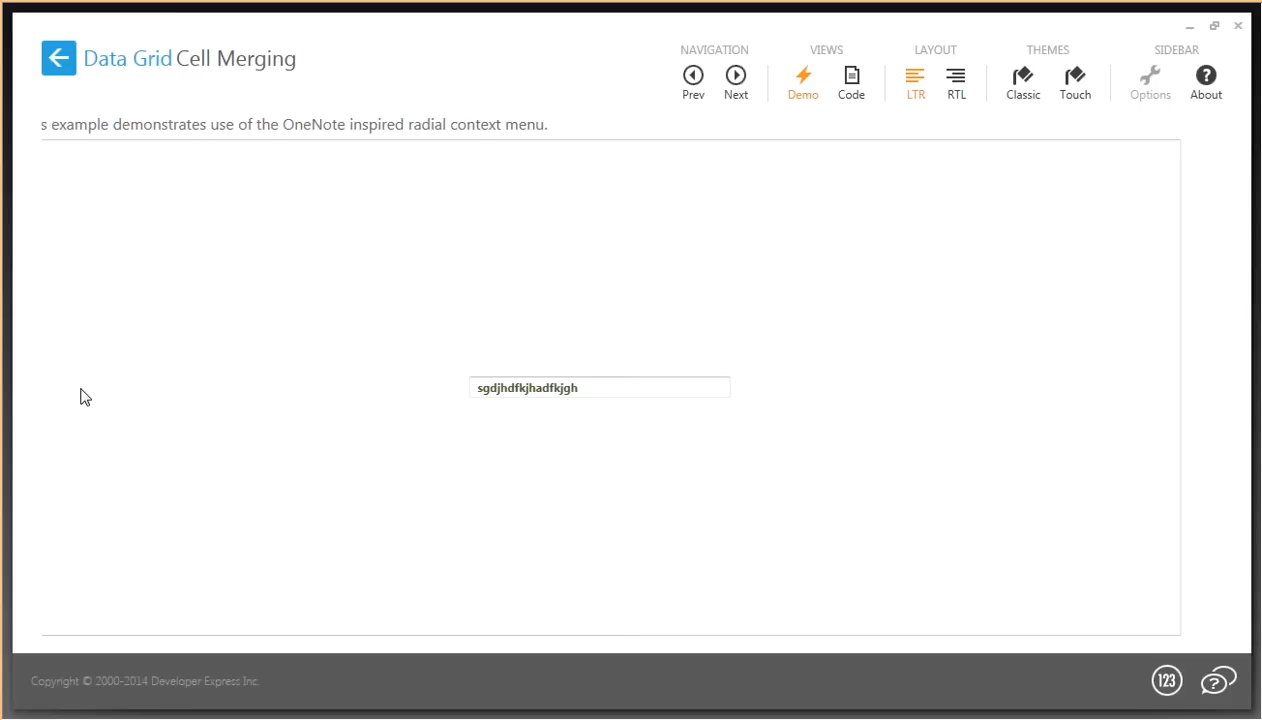 Data Grid Cell Merging
NAVIGATION VIEWS LAYOUT THEMES SIDEBAR
Prev Next Demo Code LTR RTL Classic Touch Options About
s example demonstrates use of the OneNote inspired radial context menu.
sgdjhdfkjhadfkjgh
Copyright © 2000-2014 Developer Express Inc.
123